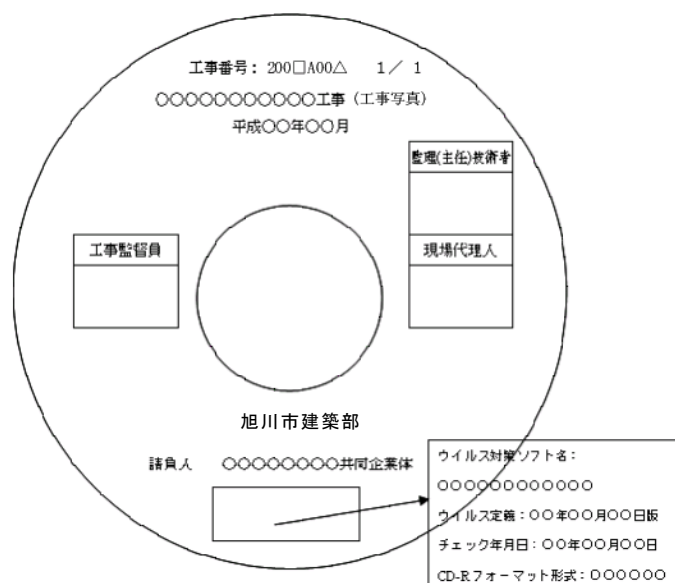 工事番号：200□A00△　1／ 1
○○○○○○○○○○○工事（工事写真）
平成○○年○○月
監理(主任)技術者
工事監督員
現場代理人
旭川市建築部
請負人　○○○○○○○○共同企業体
ウイルス対策ソフト名：
○○○○○○○○○○○○
ウイルス定義：○○年○○月○○日版
チェック年月日：○○年○○月○○日
CD-Rフォーマット形式：○○○○○○